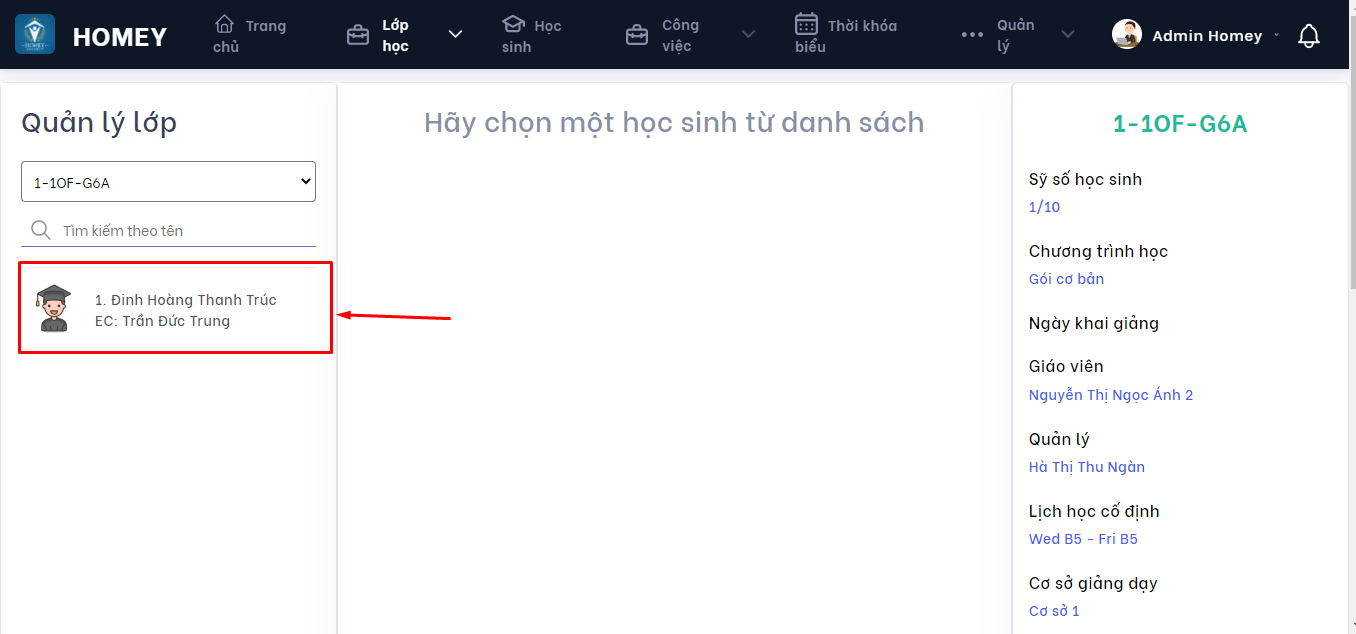 HOMEY
HOMEY
Trang
chủ
Lớp
học
Học
sinh
Công
việc
Thời khóa
biểu
Quản
lý
Admin Homey
Quản lý lớp
1-1OF-G6A
Tìm kiếm theo tên
1. Đinh Hoàng Thanh Trúc
EC: Trần Đức Trung
Hãy chọn một học sinh từ danh sách
1-1OF-G6A
Sỹ số học sinh
1/10
Chương trình học
Gói cơ bản
Ngày khai giảng
Giáo viên
Nguyễn Thị Ngọc Ánh 2
Quản lý
Hà Thị Thu Ngàn
Lịch học cố định
Wed B5 - Fri B5
Cơ sở giảng dạy
Cơ sở 1